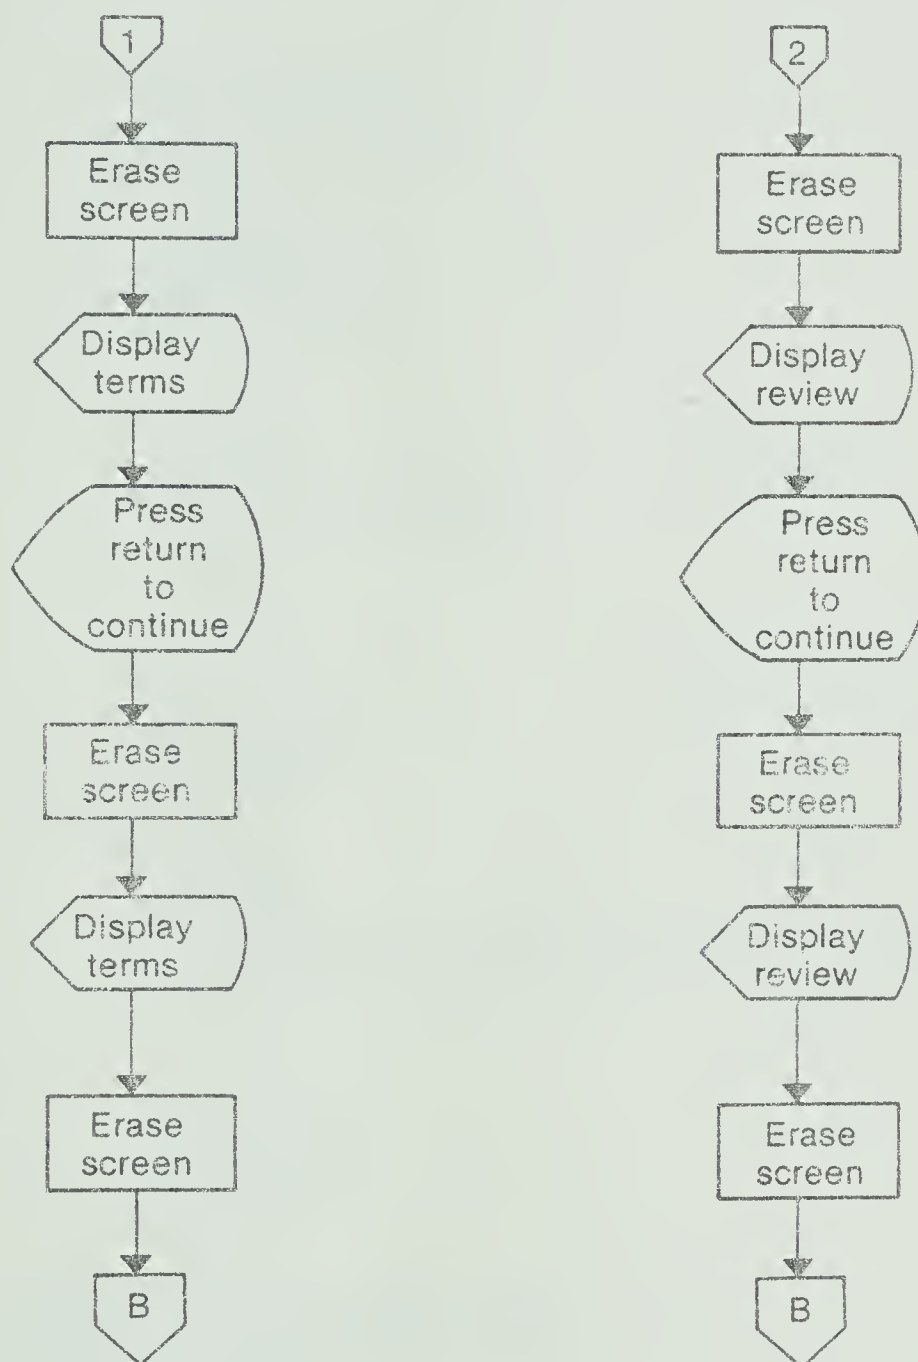 1
Erase
screen
Display
terms
Press
return
to
continue
Erase
screen
Display
terms
Erase
screen
B
2
Erase
screen
Display
review
Press
return
to
continue
Erase
screen
Display
review
Erase
screen
B